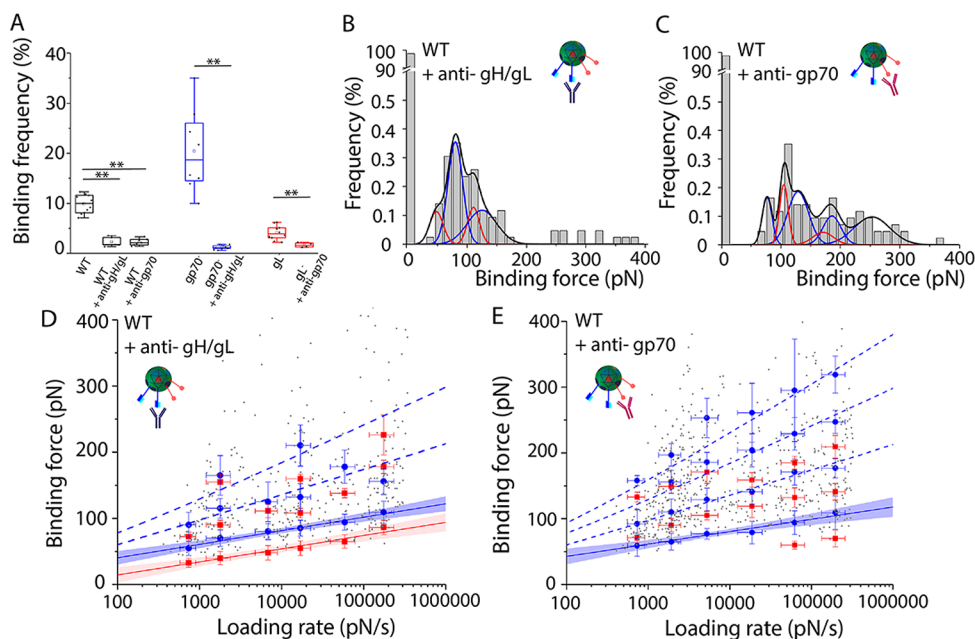 A
Binding frequency (%)
40
30
20
10
0
**
**
**
**
WT
WT
+ anti-gH/gL
WT
+ anti-gp70
gp70-
gp70-
+ anti-gH/gL
gL-
gL-
+ anti-gp70
B
WT
+ anti- gH/gL
Frequency (%)
100
90
0.5
0.4
0.3
0.2
0.1
0
0
100
200
300
400
Binding force (pN)
C
WT
+ anti- gp70
Frequency (%)
100
90
0.5
0.4
0.3
0.2
0.1
0
0
100
200
300
400
Binding force (pN)
D
WT
+ anti- gH/gL
Binding force (pN)
400
300
200
100
0
100
1000
10000
100000
1000000
Loading rate (pN/s)
E
WT
+ anti- gp70
Binding force (pN)
400
300
200
100
0
100
1000
10000
100000
1000000
Loading rate (pN/s)